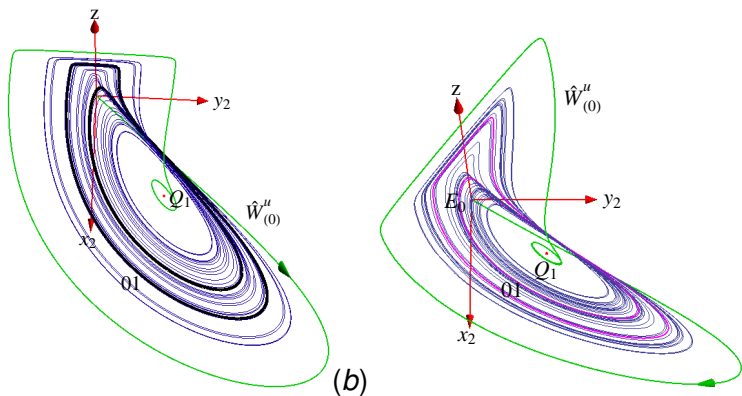 z
y₂
Q₁
Ŵᵘ₍₀₎
x₂
01
(b)
z
Ŵᵘ₍₀₎
E₀
y₂
Q₁
01
x₂